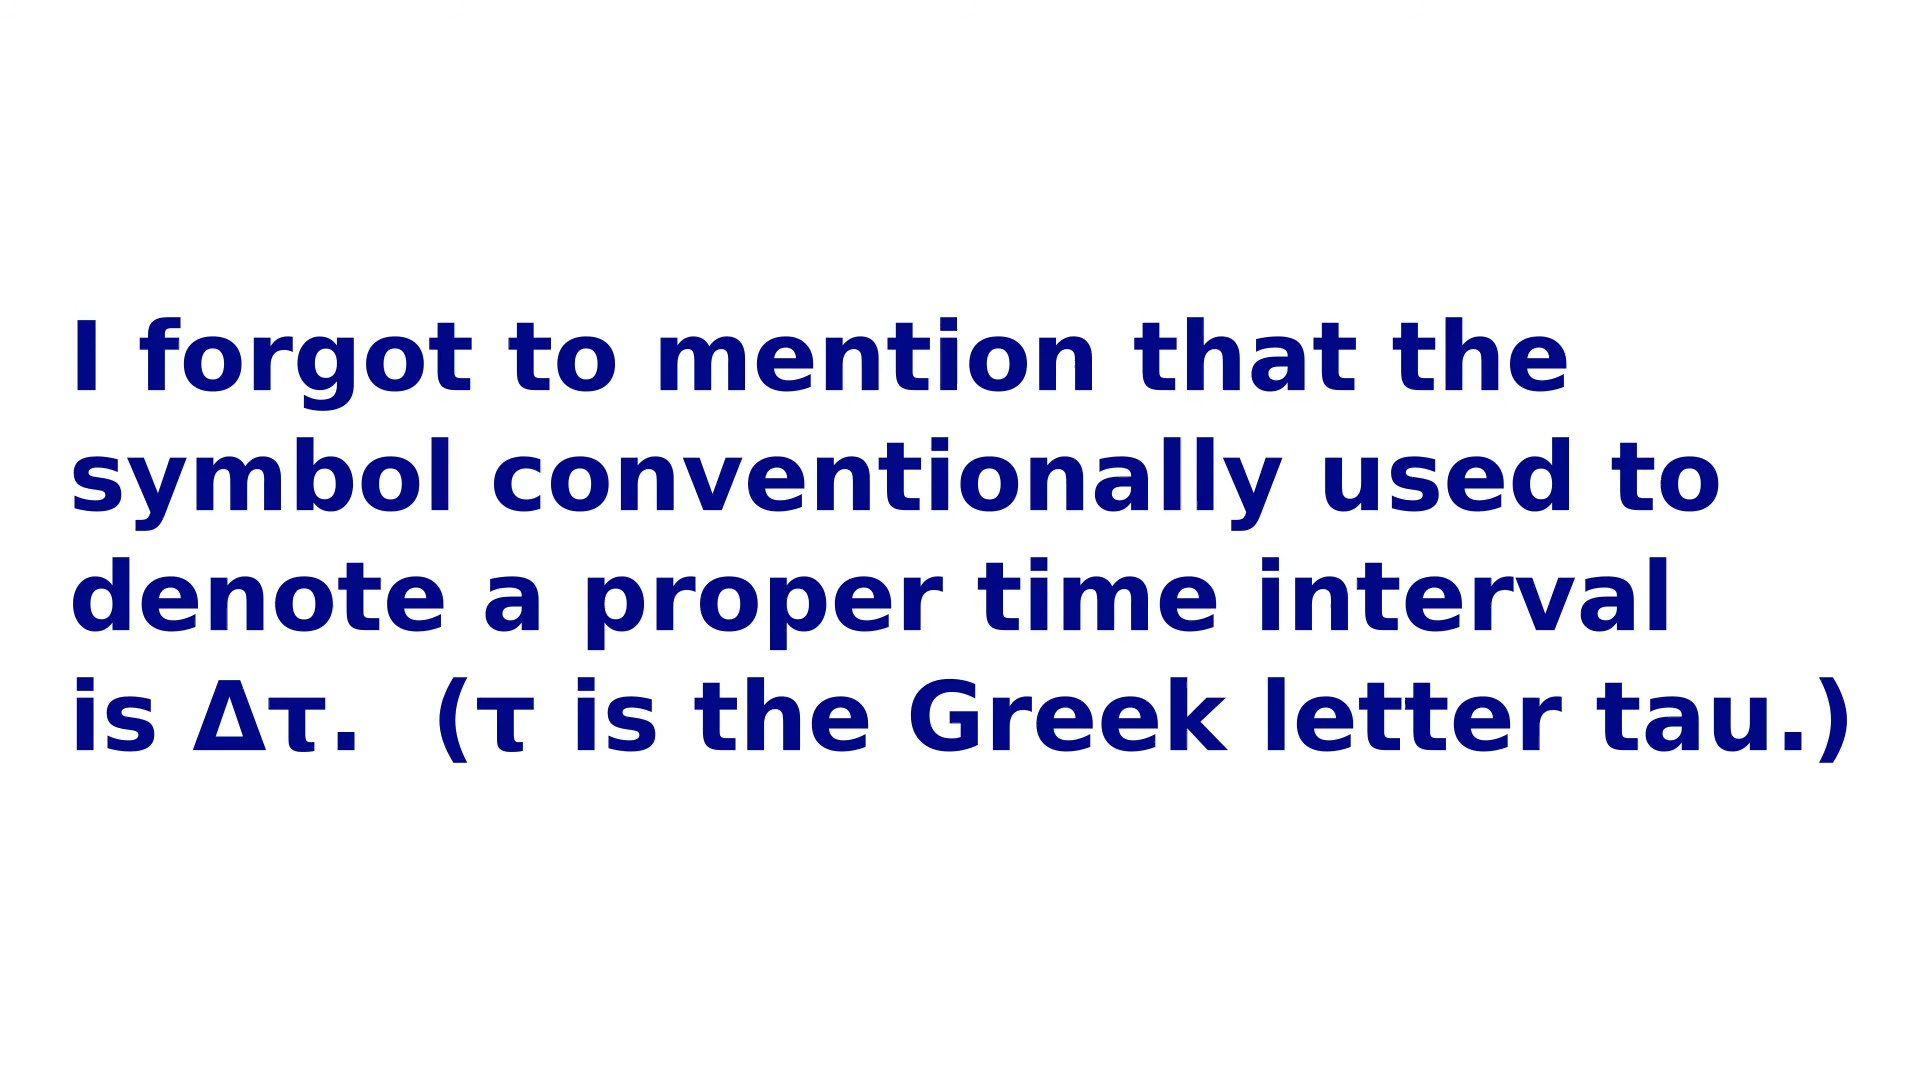 I forgot to mention that the
symbol conventionally used to
denote a proper time interval
is Δτ.  (τ is the Greek letter tau.)